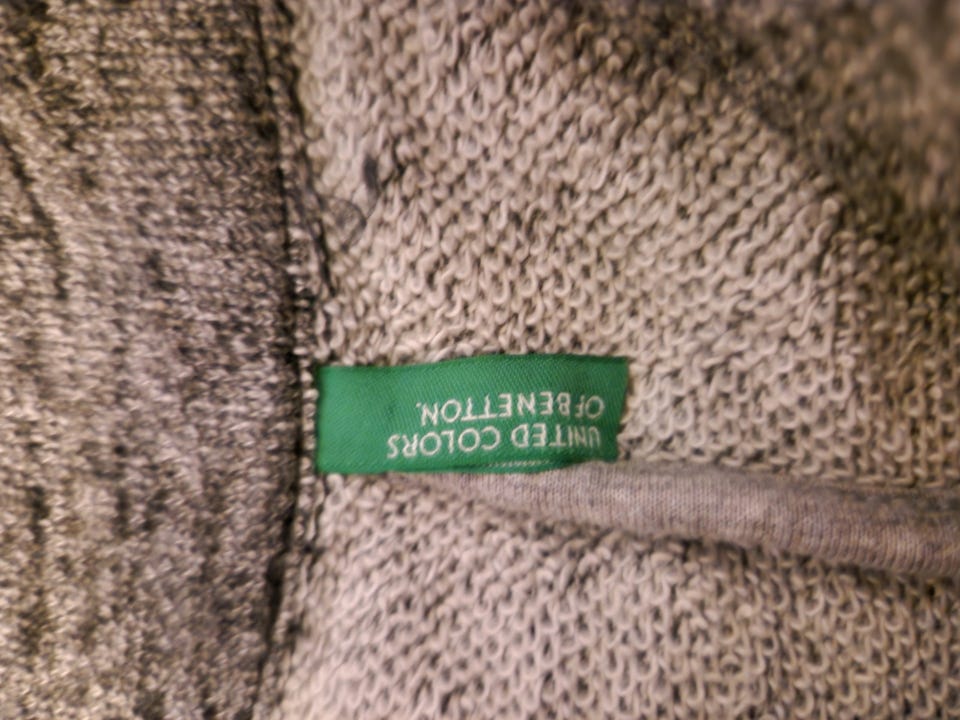 UNITED COLORS
OF BENETTON.